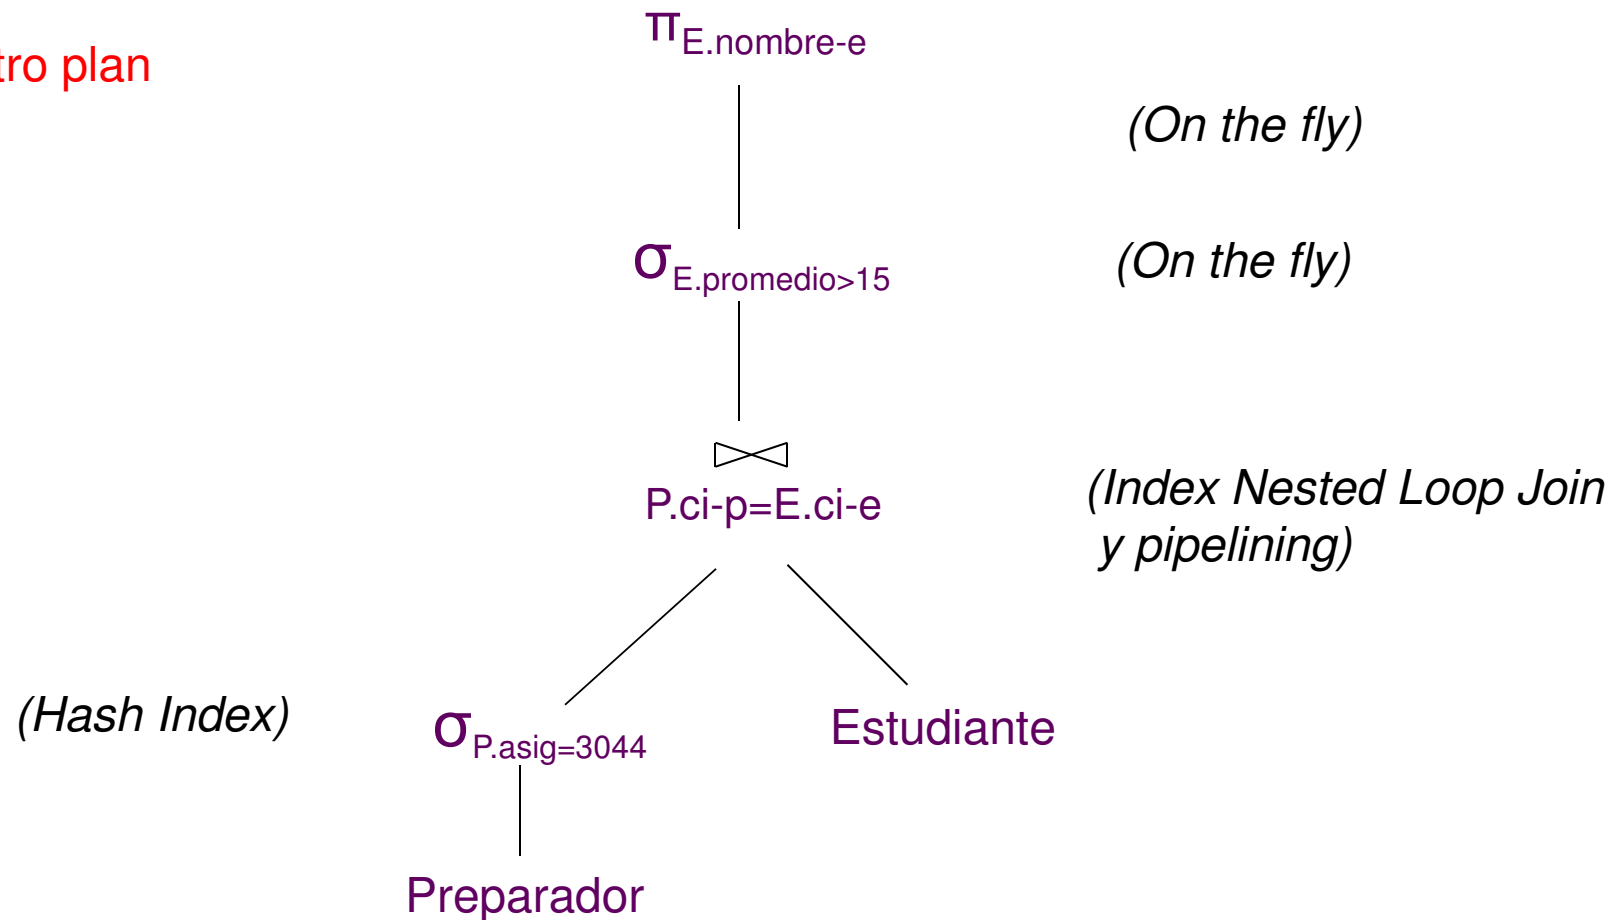 πE.nombre-e
tro plan
(On the fly)
σE.promedio>15
(On the fly)
P.ci-p=E.ci-e
(Index Nested Loop Join
y pipelining)
(Hash Index)
σP.asig=3044
Estudiante
Preparador